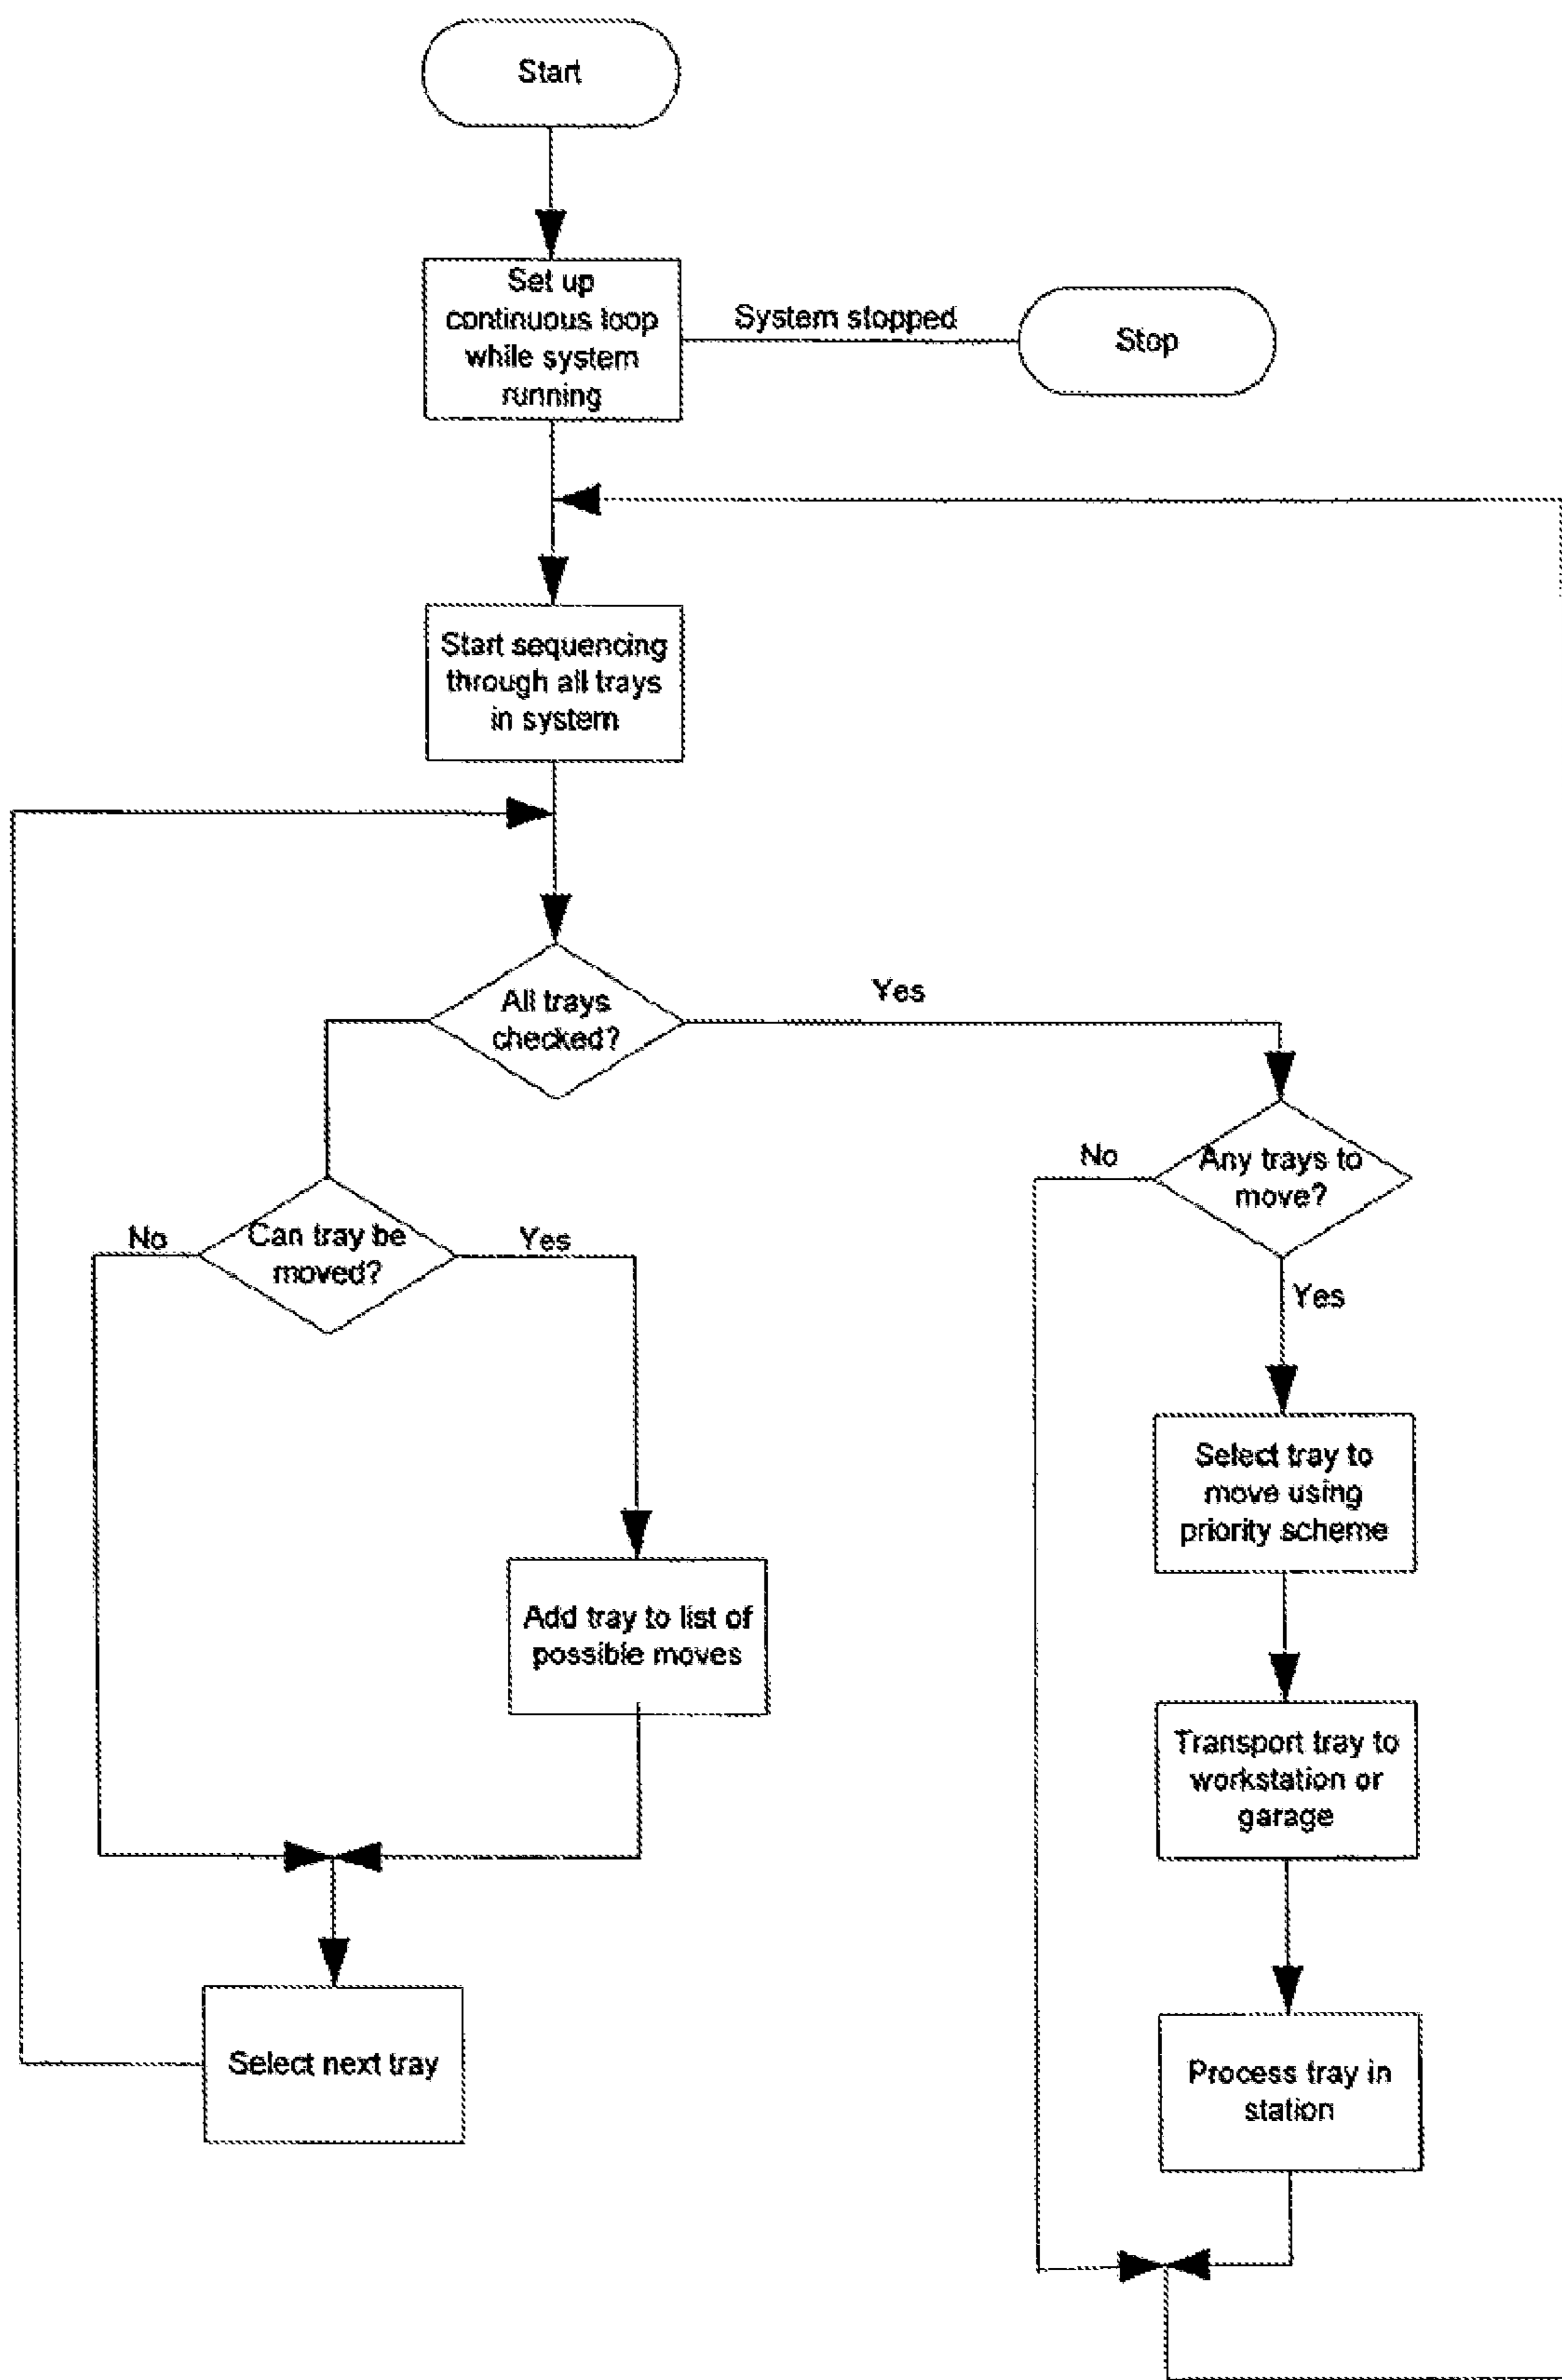 Start
Set up
continuous loop
while system
running
System stopped
Stop
Start sequencing
through all trays
in system
All trays
checked?
Yes
Can tray be
moved?
No
Yes
Add tray to list of
possible moves
Select next tray
Any trays to
move?
No
Yes
Select tray to
move using
priority scheme
Transport tray to
workstation or
garage
Process tray in
station